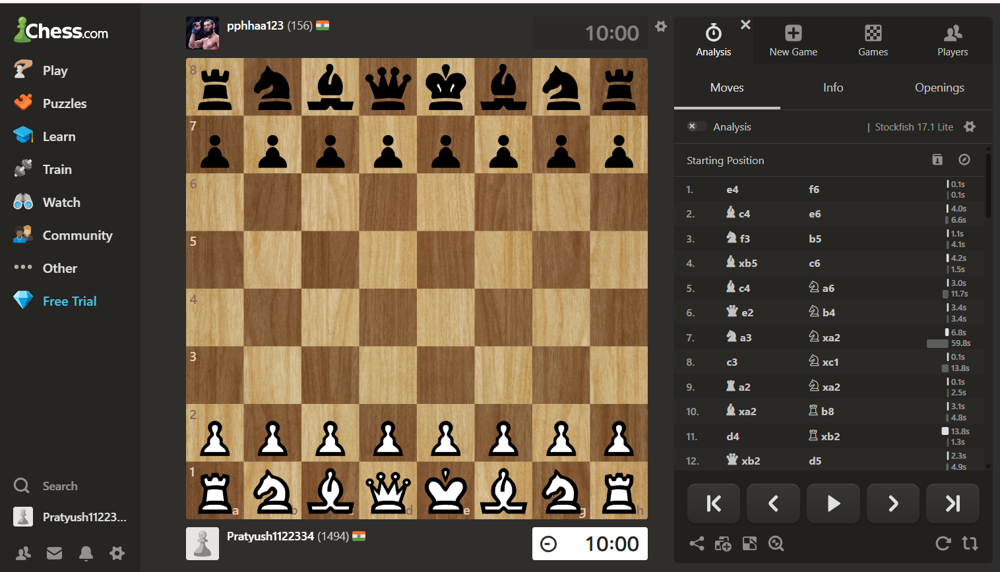 Chess.com
Play
Puzzles
Learn
Train
Watch
Community
Other
Free Trial
Search
Pratyush11223...
pphhaa123 (156)
10:00
8
7
6
5
4
3
2
1
a b c d e f g h
Pratyush1122334 (1494)
10:00
Analysis
New Game
Games
Players
Moves
Info
Openings
Analysis
| Stockfish 17.1 Lite
Starting Position
1. e4 f6 0.1s
0.1s
2. c4 e6 4.0s
6.6s
3. f3 b5 1.1s
4.1s
4. xb5 c6 4.2s
1.5s
5. c4 a6 3.0s
11.7s
6. e2 b4 3.4s
3.4s
7. a3 xa2 6.8s
59.8s
8. c3 xc1 0.1s
13.8s
9. a2 xa2 0.1s
2.5s
10. xa2 b8 3.1s
4.8s
11. d4 xb2 13.8s
1.3s
12. xb2 d5 2.3s
4.9s